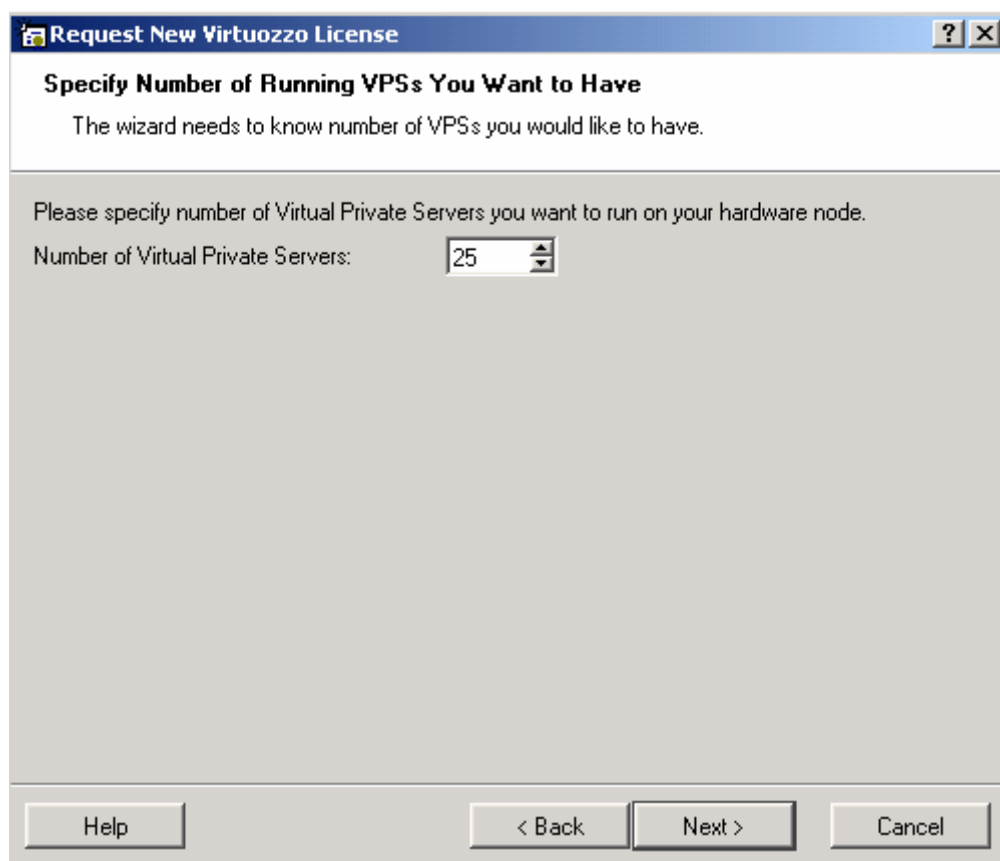 Request New Virtuozzo License
Specify Number of Running VPSs You Want to Have
The wizard needs to know number of VPSs you would like to have.
Please specify number of Virtual Private Servers you want to run on your hardware node.
Number of Virtual Private Servers: 25
Help < Back Next > Cancel